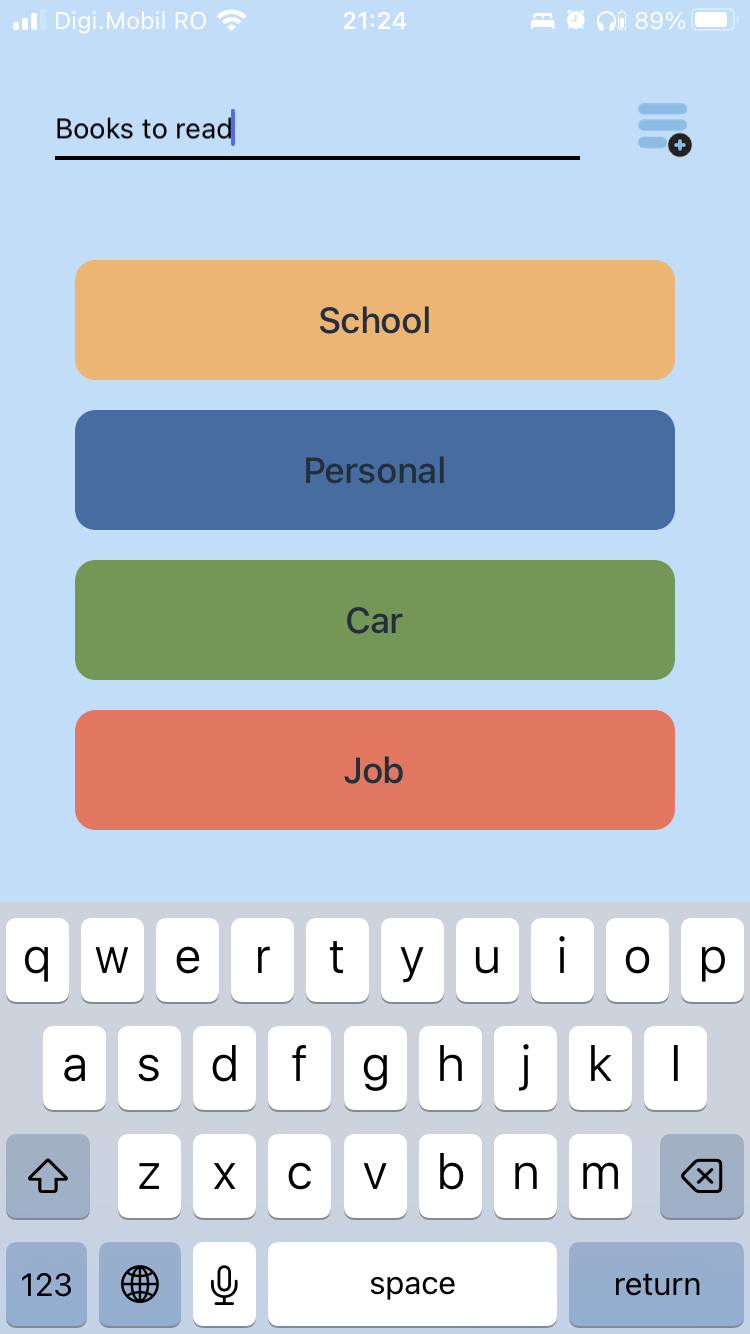 Digi.Mobil RO 21:24 89%
Books to read
School
Personal
Car
Job
q w e r t y u i o p
a s d f g h j k l
z x c v b n m
123 space return